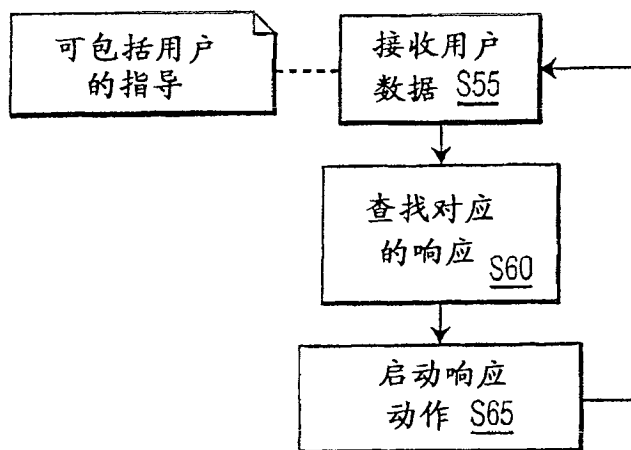 可包括用户
的指导
接收用户
数据 S55
查找对应
的响应
S60
启动响应
动作 S65